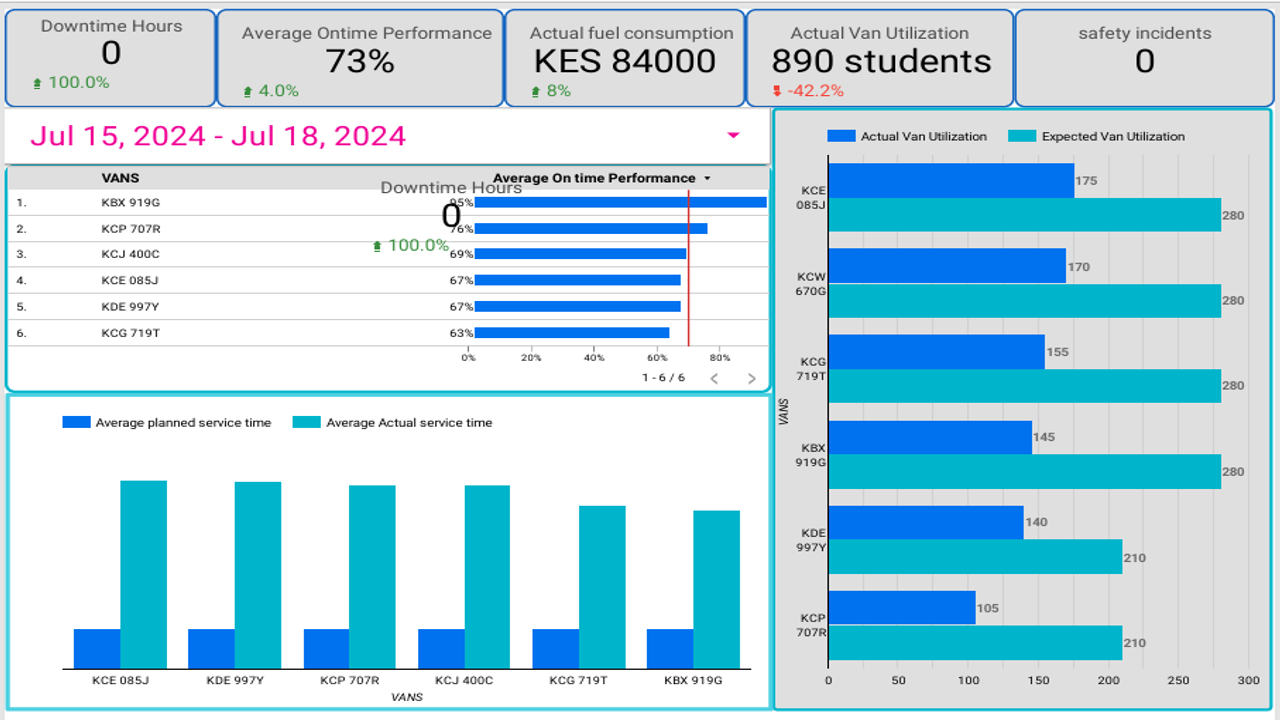 Downtime Hours
0
100.0%
Average Ontime Performance
73%
4.0%
Actual fuel consumption
KES 84000
8%
Actual Van Utilization
890 students
-42.2%
safety incidents
0
Jul 15, 2024 - Jul 18, 2024
VANS Average On time Performance
Downtime Hours
0
100.0%
1. KBX 919G 95%
2. KCP 707R 76%
3. KCJ 400C 69%
4. KCE 085J 67%
5. KDE 997Y 67%
6. KCG 719T 63%
0% 20% 40% 60% 80%
1 - 6 / 6
Average planned service time Average Actual service time
KCE 085J KDE 997Y KCP 707R KCJ 400C KCG 719T KBX 919G
VANS
Actual Van Utilization Expected Van Utilization
VANS
KCE
085J
175
280
KCW
670G
170
280
KCG
719T
155
280
KBX
919G
145
280
KDE
997Y
140
210
KCP
707R
105
210
0 50 100 150 200 250 300